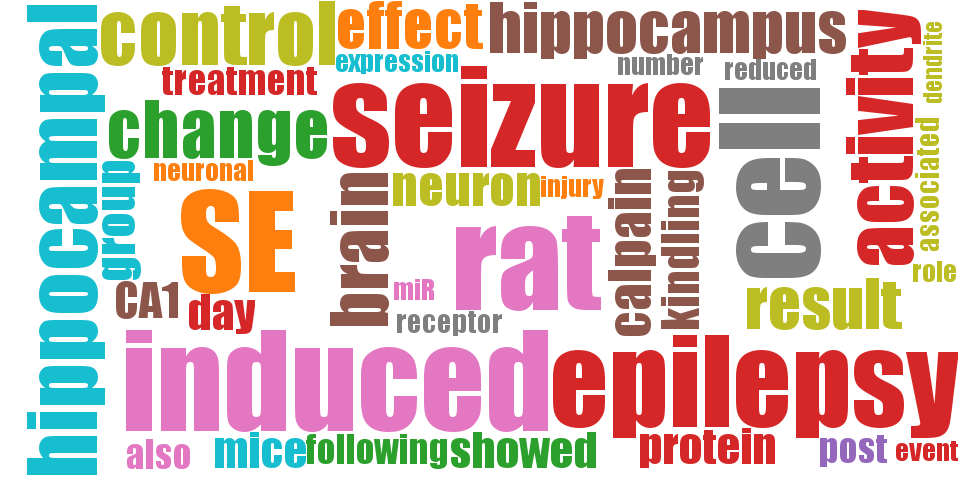 hippocampal
control
effect
hippocampus
expression
number
reduced
treatment
activity
dendrite
seizure
cell
change
neuronal
group
associated
SE
brain
neuron
injury
calpain
kindling
rat
CA1
day
miR
receptor
result
role
induced
epilepsy
also
mice
following
showed
protein
post
event